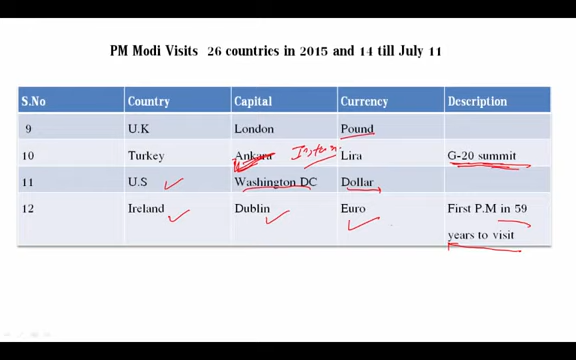 PM Modi Visits 26 countries in 2015 and 14 till July 11
S.No Country Capital Currency Description
9 U.K London Pound
10 Turkey Ankara Lira G-20 summit
11 U.S Washington DC Dollar
12 Ireland Dublin Euro First P.M in 59
years to visit